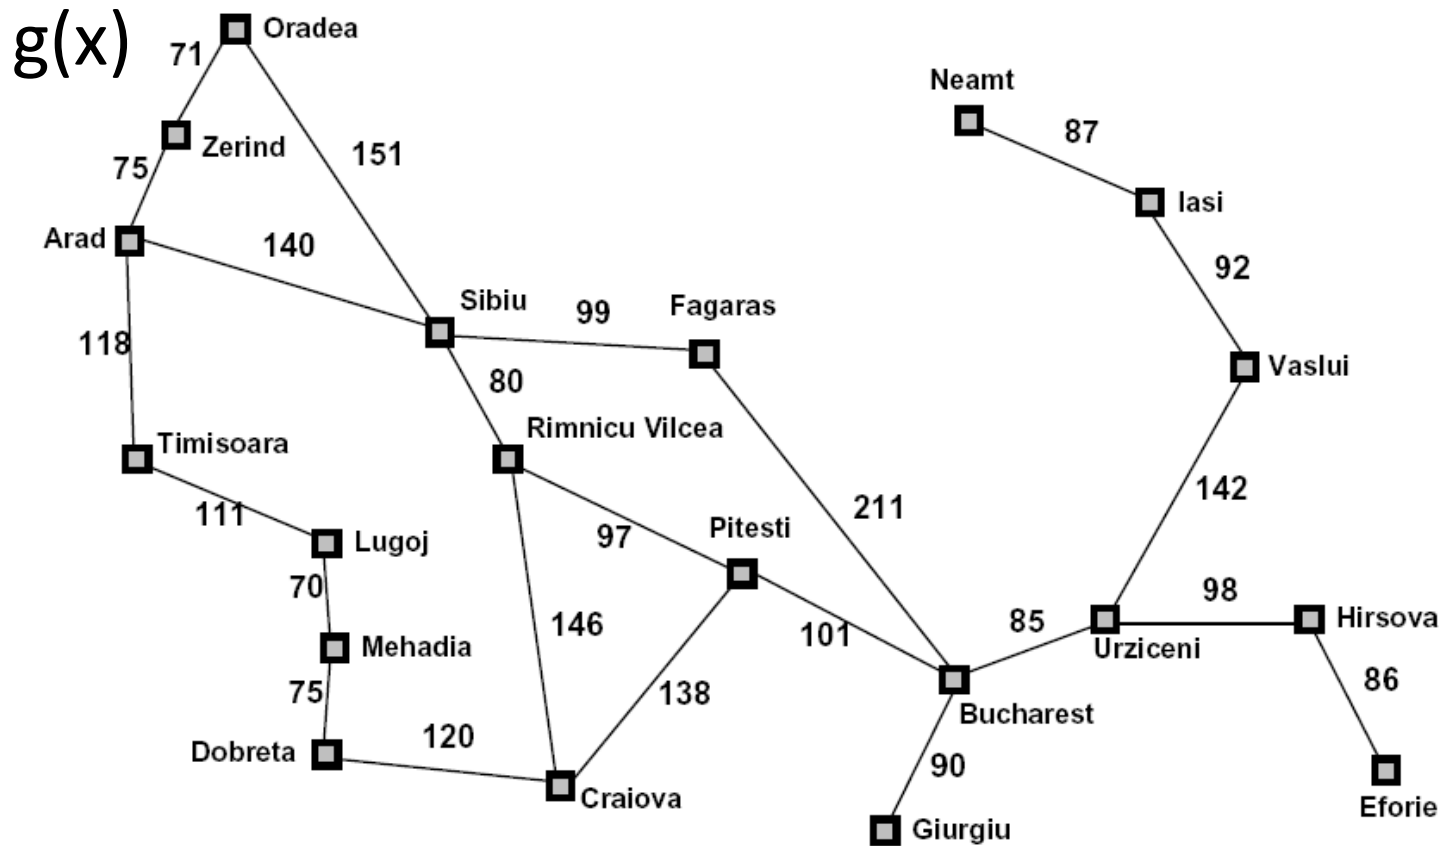 g(x)
Oradea
71
Neamt
87
Zerind
151
75
Iasi
Arad
140
92
Sibiu
99
Fagaras
118
Vaslui
80
Timisoara
Rimnicu Vilcea
111
211
142
97
Pitesti
Lugoj
70
98
146
101
85
Hirsova
Urziceni
Mehadia
75
138
86
Bucharest
120
Dobreta
90
Craiova
Eforie
Giurgiu